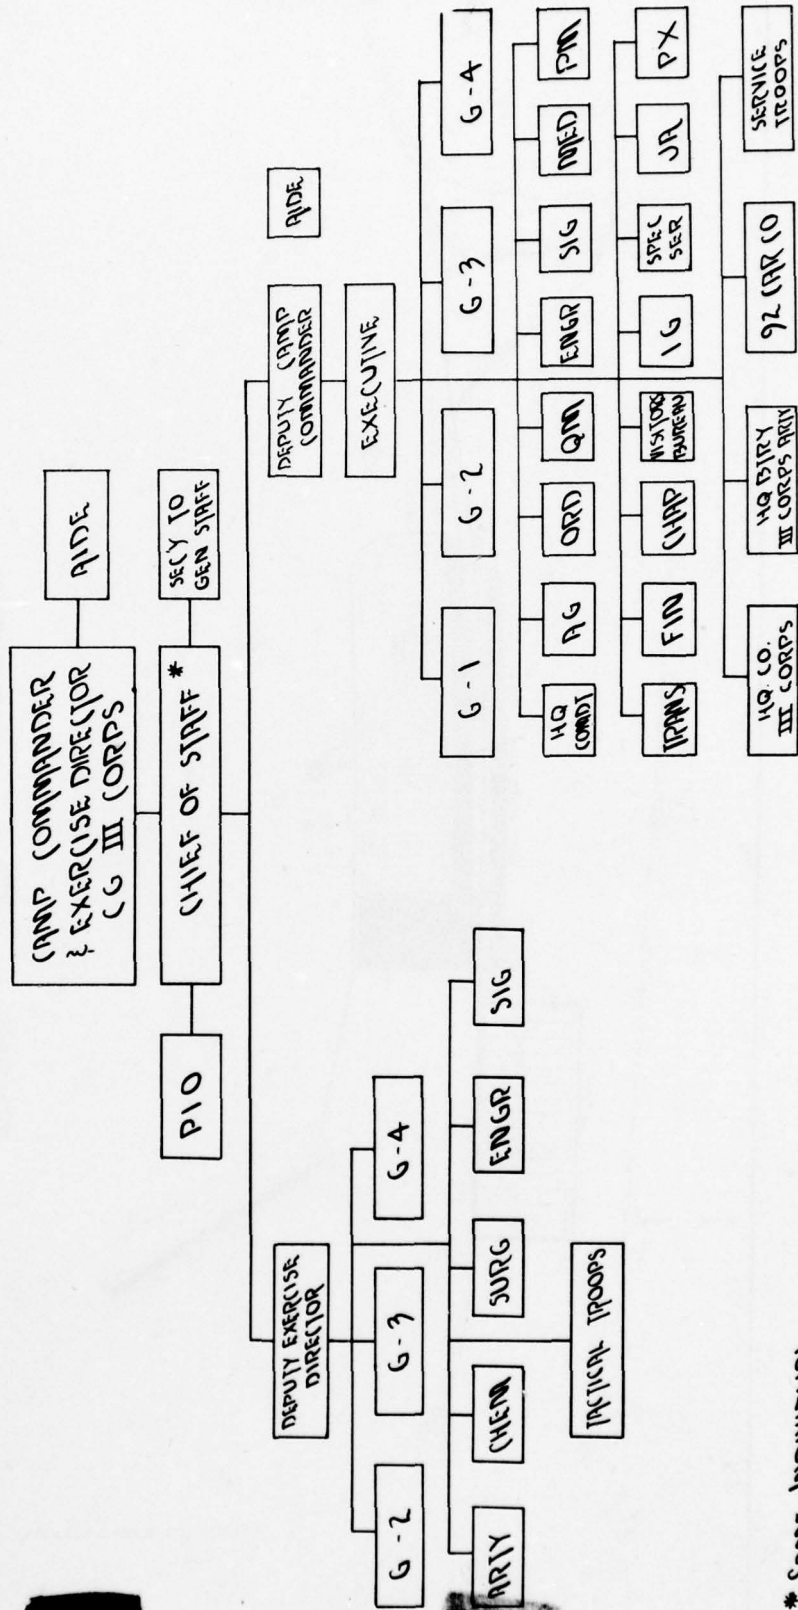 CAMP COMMANDER
& EXERCISE DIRECTOR
CG III CORPS
AIDE
PIO
CHIEF OF STAFF *
SEC'Y TO
GEN STAFF
DEPUTY EXERCISE
DIRECTOR
DEPUTY CAMP
COMMANDER
AIDE
EXECUTIVE
G-2
G-3
G-4
G-1
G-2
G-3
G-4
ARTY
CHEM
SURG
ENGR
SIG
HQ
COMDT
AG
ORD
QM
ENGR
SIG
MED
PM
TACTICAL TROOPS
TRANS
FIN
CHAP
VISITORS
BUREAU
IG
SPEC
SER
JA
PX
HQ. CO.
III CORPS
HQ BTRY
III CORPS ARTY
92 CAR CO
SERVICE
TROOPS
* SAME INDIVIDUAL